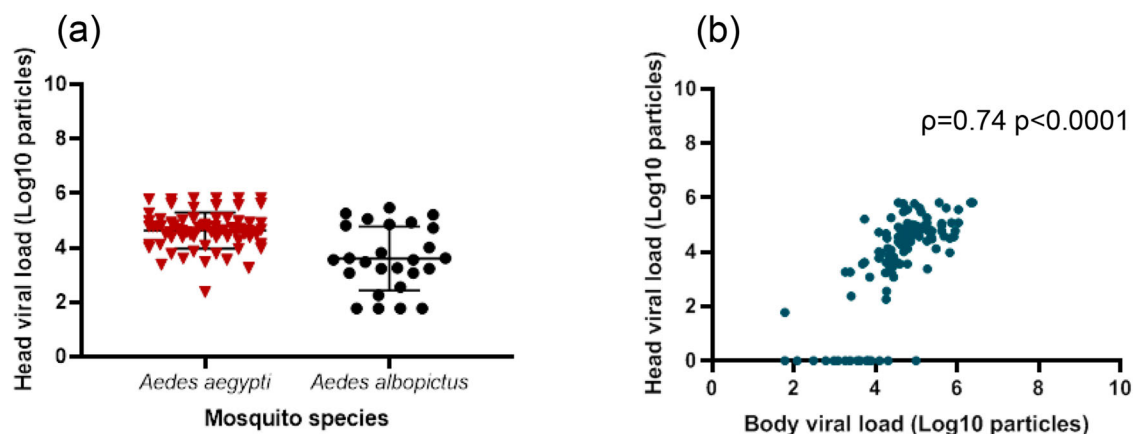 (a)
Head viral load (Log10 particles)
10
8
6
4
2
0
Aedes aegypti
Aedes albopictus
Mosquito species
(b)
Head viral load (Log10 particles)
10
8
6
4
2
0
ρ=0.74 p<0.0001
0
2
4
6
8
10
Body viral load (Log10 particles)